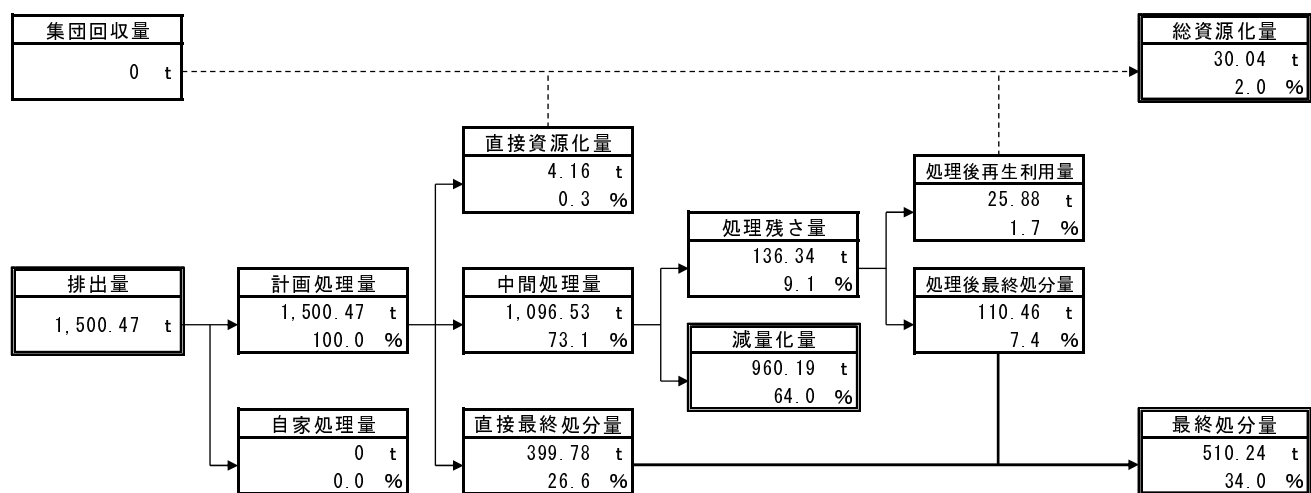 集団回収量
0 t
総資源化量
30.04 t
2.0 %
直接資源化量
4.16 t
0.3 %
処理後再生利用量
25.88 t
1.7 %
処理残さ量
136.34 t
9.1 %
排出量
1,500.47 t
計画処理量
1,500.47 t
100.0 %
中間処理量
1,096.53 t
73.1 %
処理後最終処分量
110.46 t
7.4 %
減量化量
960.19 t
64.0 %
自家処理量
0 t
0.0 %
直接最終処分量
399.78 t
26.6 %
最終処分量
510.24 t
34.0 %